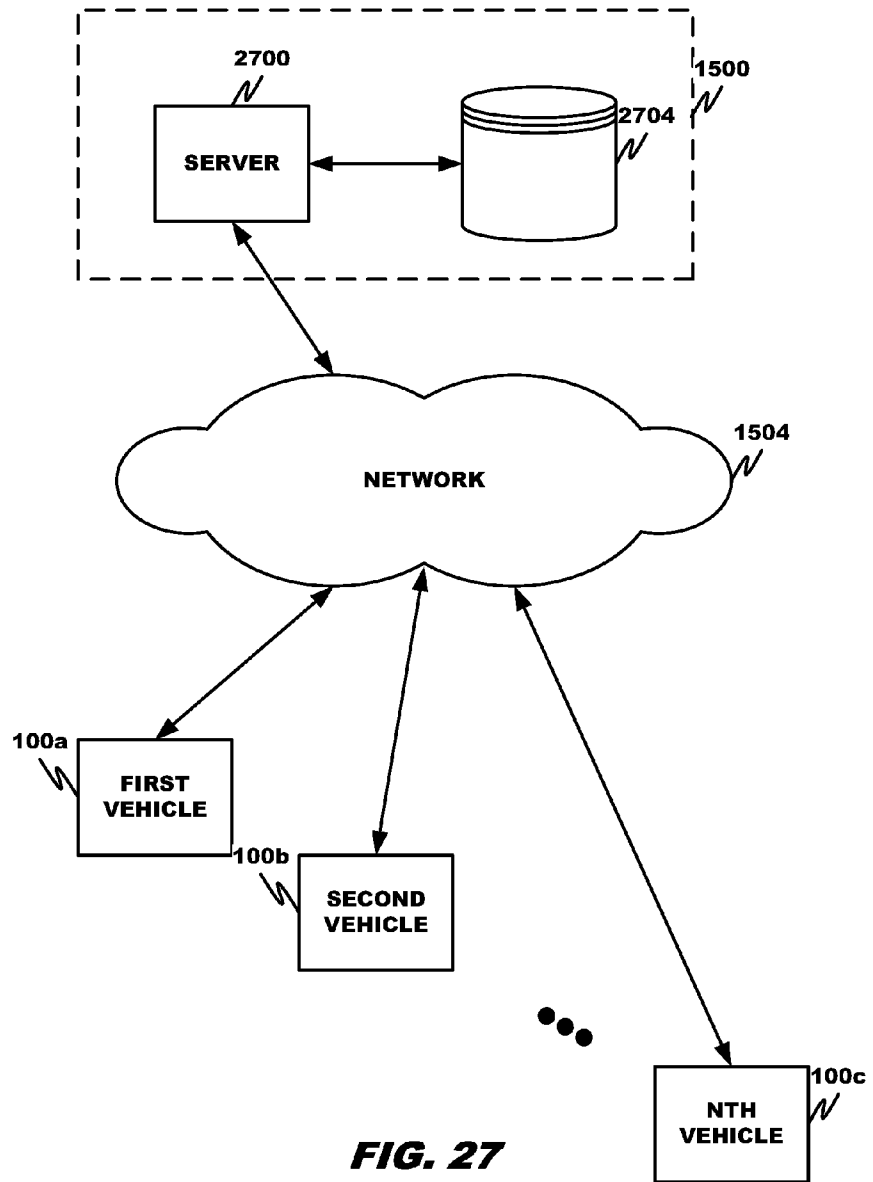 2700
1500
2704
SERVER
1504
NETWORK
100a
FIRST
VEHICLE
100b
SECOND
VEHICLE
100c
NTH
VEHICLE
FIG. 27